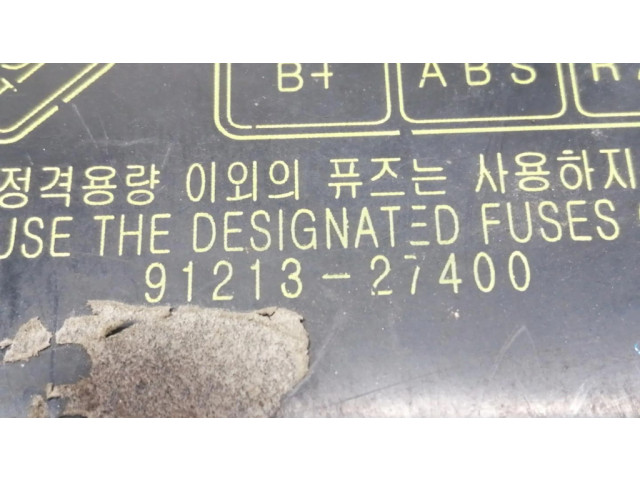 B+ ABS
정격용량 이외의 퓨즈는 사용하지
USE THE DESIGNATED FUSES
91213-27400